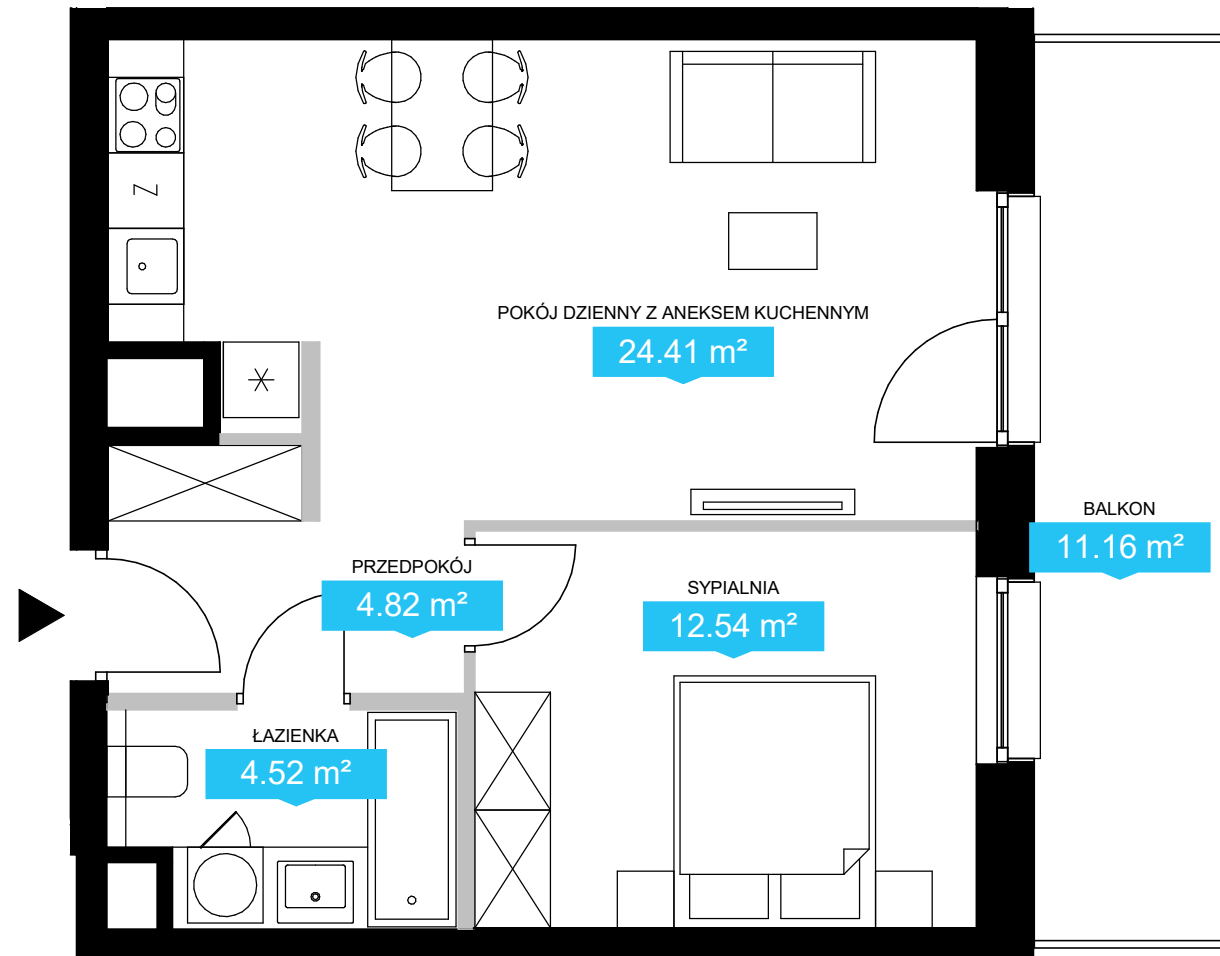 POKÓJ DZIENNY Z ANEKSEM KUCHENNYM
24.41 m²
BALKON
11.16 m²
PRZEDPOKÓJ
4.82 m²
SYPIALNIA
12.54 m²
ŁAZIENKA
4.52 m²